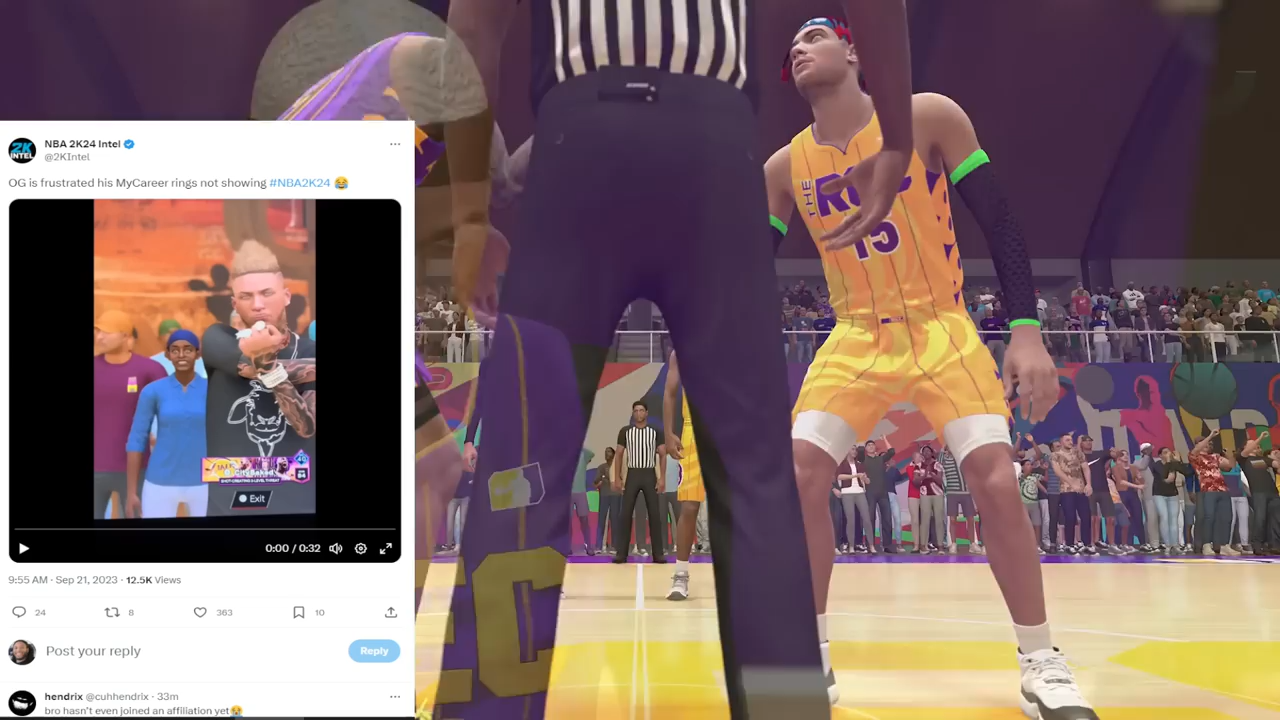 NBA 2K24 Intel
@2KIntel
OG is frustrated his MyCareer rings not showing #NBA2K24 😂
Exit
0:00 / 0:32
9:55 AM · Sep 21, 2023 · 12.5K Views
24
8
363
10
Post your reply
Reply
hendrix @cuhhendrix · 33m
bro hasn't even joined an affiliation yet😭
THE
15